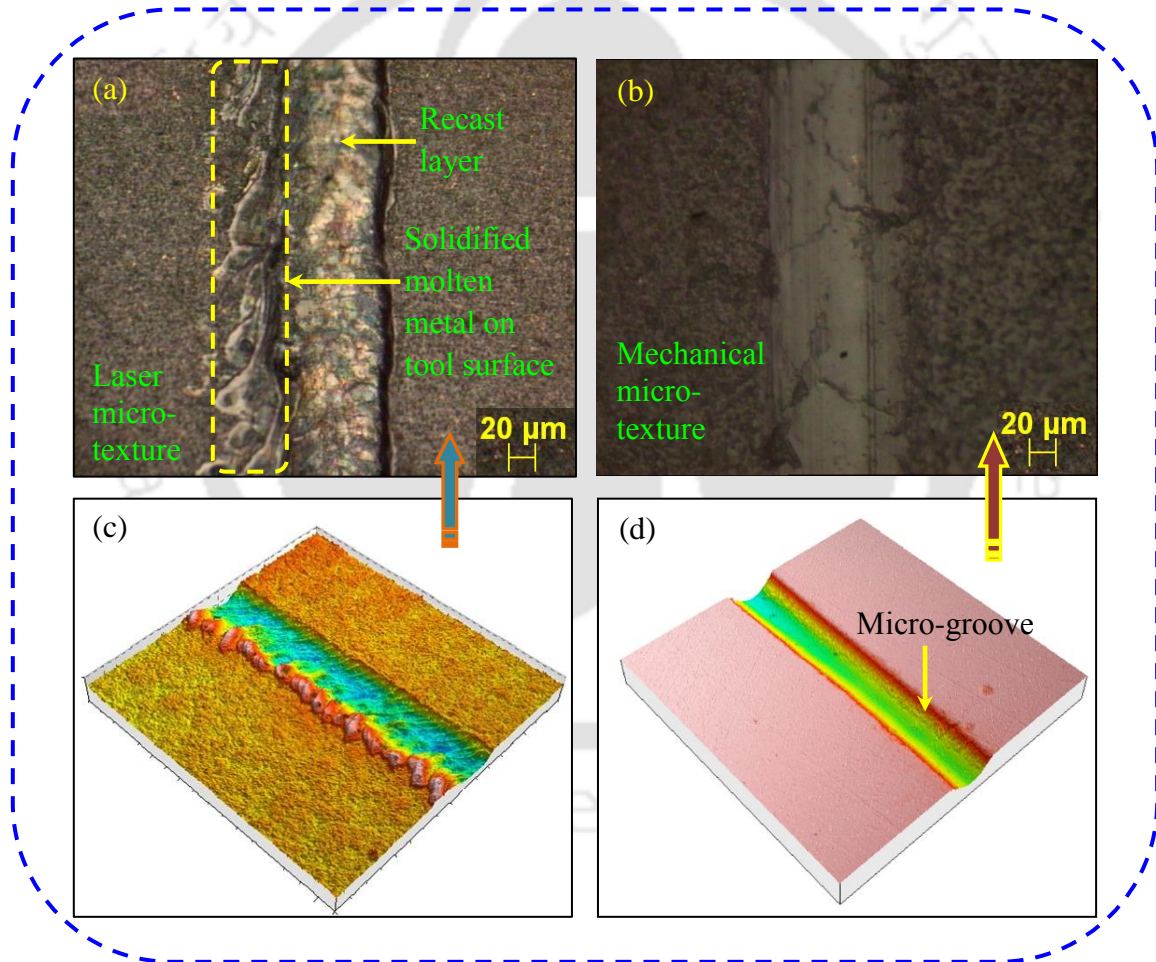 (a)
Recast
layer
Solidified
molten
metal on
tool surface
Laser
micro-
texture
20 µm
(b)
Mechanical
micro-
texture
20 µm
(c)
(d)
Micro-groove